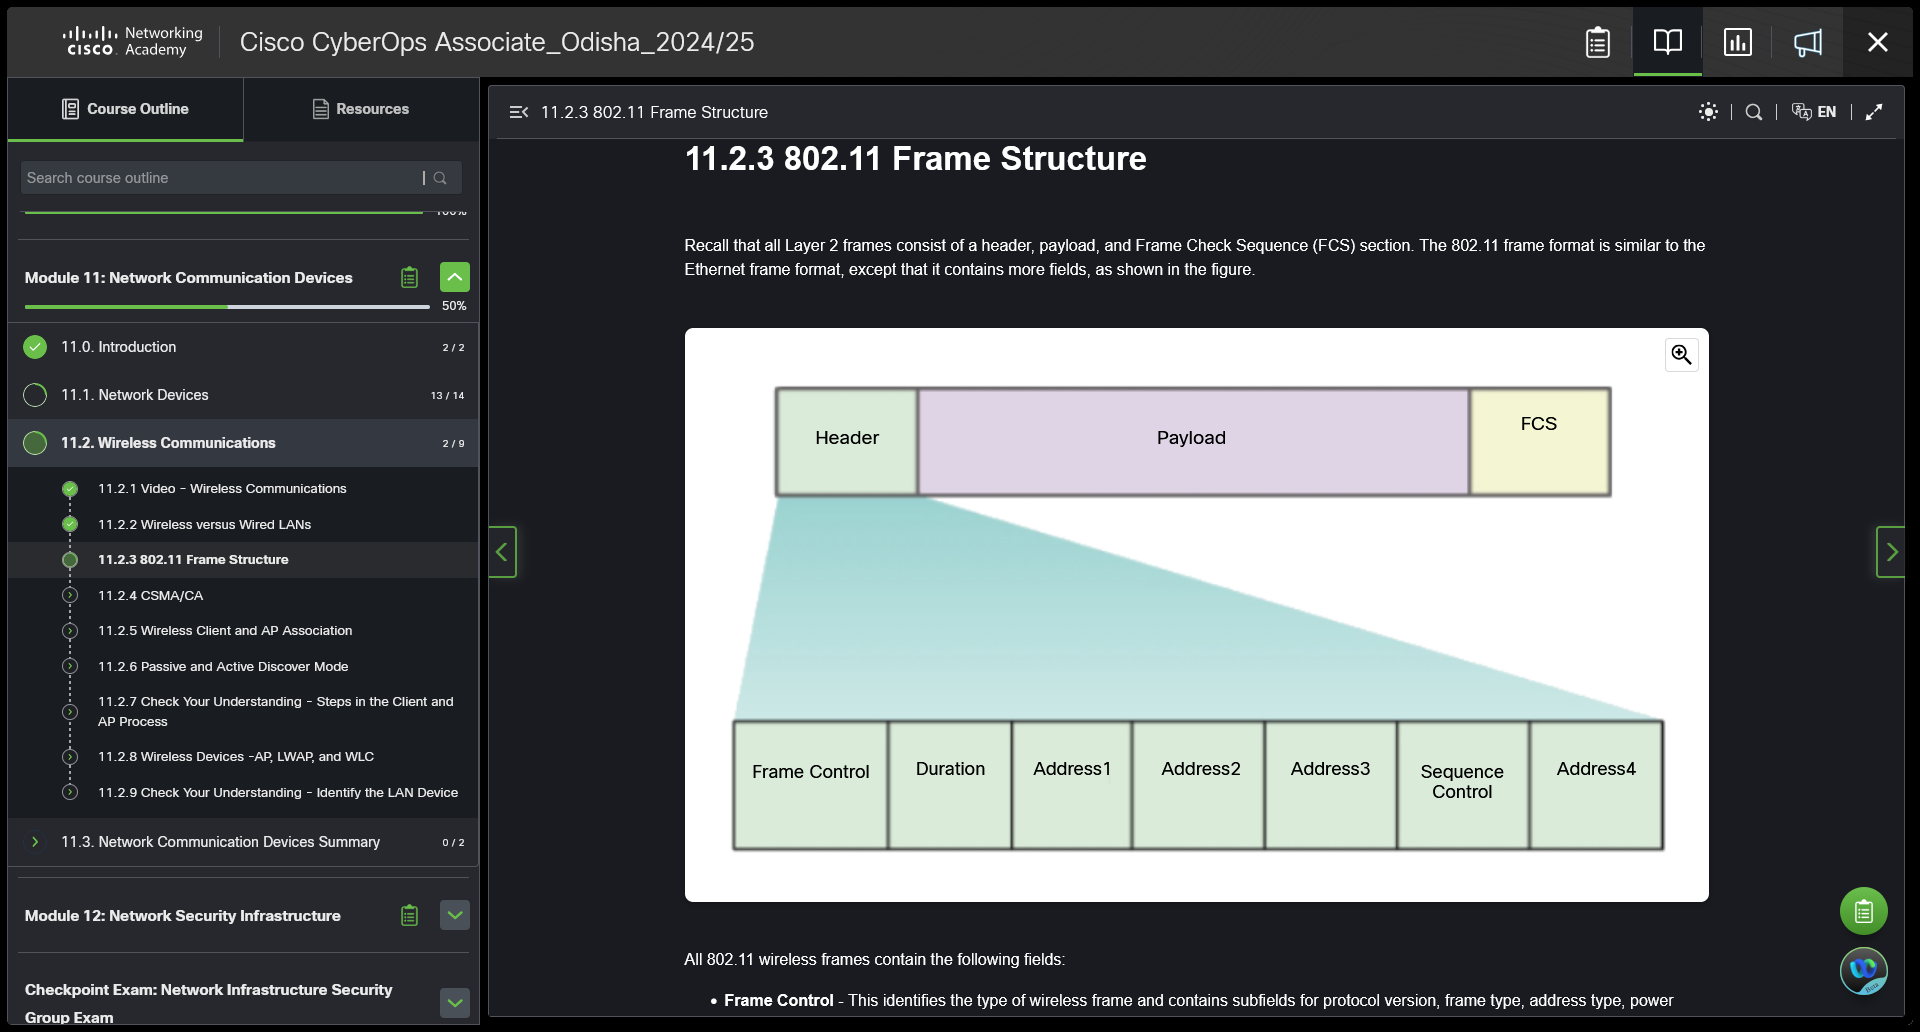 Networking
CISCO Academy
Cisco CyberOps Associate_Odisha_2024/25
Course Outline
Resources
Search course outline
100%
Module 11: Network Communication Devices
50%
11.0. Introduction 2 / 2
11.1. Network Devices 13 / 14
11.2. Wireless Communications 2 / 9
11.2.1 Video - Wireless Communications
11.2.2 Wireless versus Wired LANs
11.2.3 802.11 Frame Structure
11.2.4 CSMA/CA
11.2.5 Wireless Client and AP Association
11.2.6 Passive and Active Discover Mode
11.2.7 Check Your Understanding - Steps in the Client and
AP Process
11.2.8 Wireless Devices -AP, LWAP, and WLC
11.2.9 Check Your Understanding - Identify the LAN Device
11.3. Network Communication Devices Summary 0 / 2
Module 12: Network Security Infrastructure
Checkpoint Exam: Network Infrastructure Security
Group Exam
11.2.3 802.11 Frame Structure
EN
11.2.3 802.11 Frame Structure
Recall that all Layer 2 frames consist of a header, payload, and Frame Check Sequence (FCS) section. The 802.11 frame format is similar to the
Ethernet frame format, except that it contains more fields, as shown in the figure.
Header Payload FCS
Frame Control Duration Address1 Address2 Address3 Sequence Address4
Control
All 802.11 wireless frames contain the following fields:
• Frame Control - This identifies the type of wireless frame and contains subfields for protocol version, frame type, address type, power
Beta